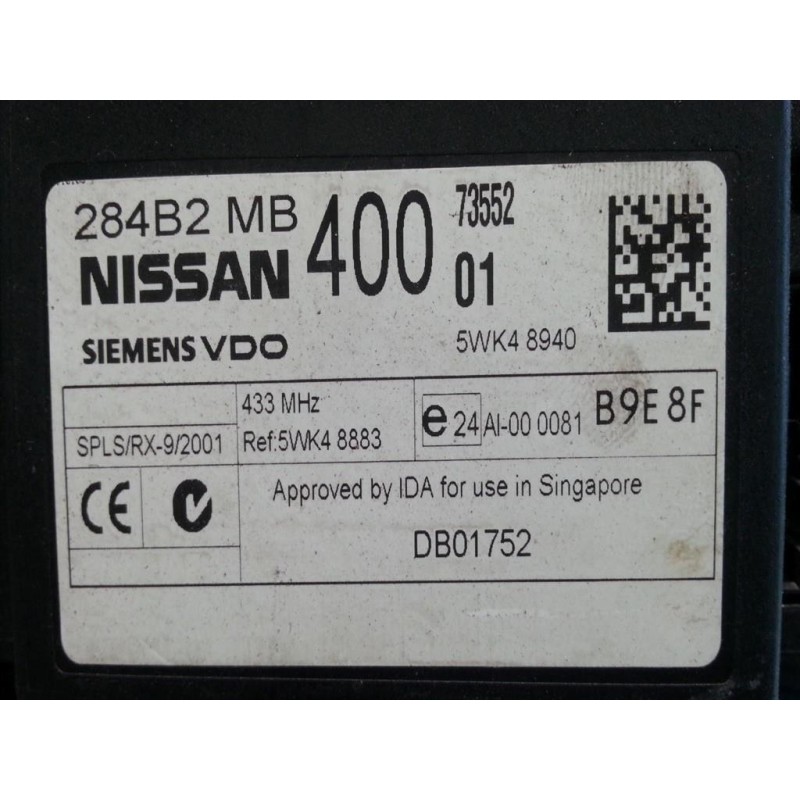 284B2 MB 400 73552
NISSAN 01
SIEMENS VDO 5WK4 8940
433 MHz
SPLS/RX-9/2001 Ref:5WK4 8883 e24 AI-00 0081 B9E 8F
CE Approved by IDA for use in Singapore
DB01752